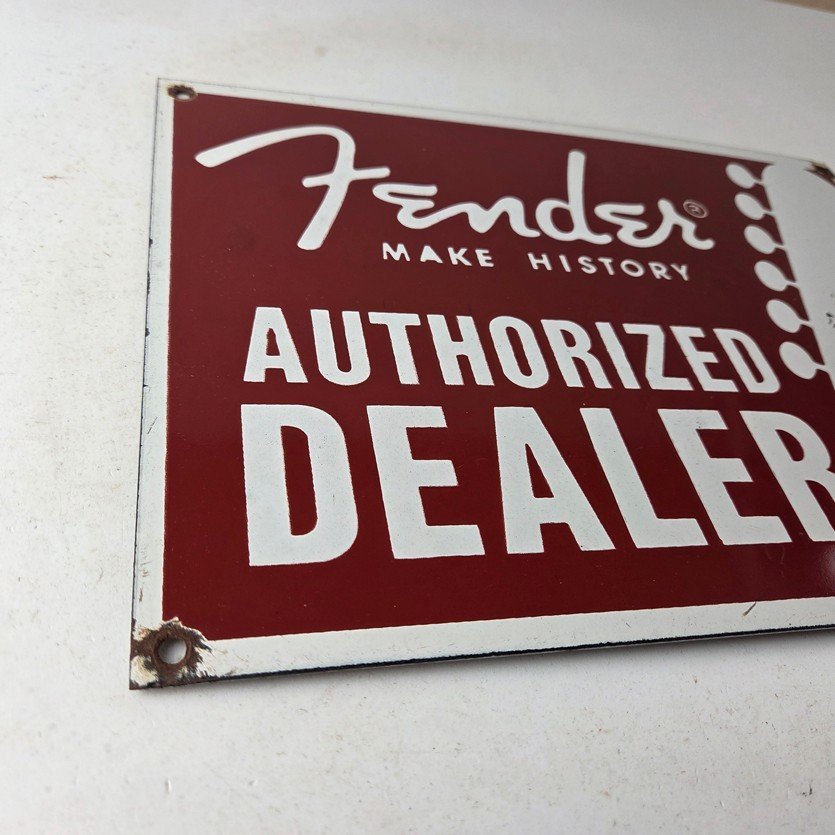 Fender®
MAKE HISTORY
AUTHORIZED
DEALER